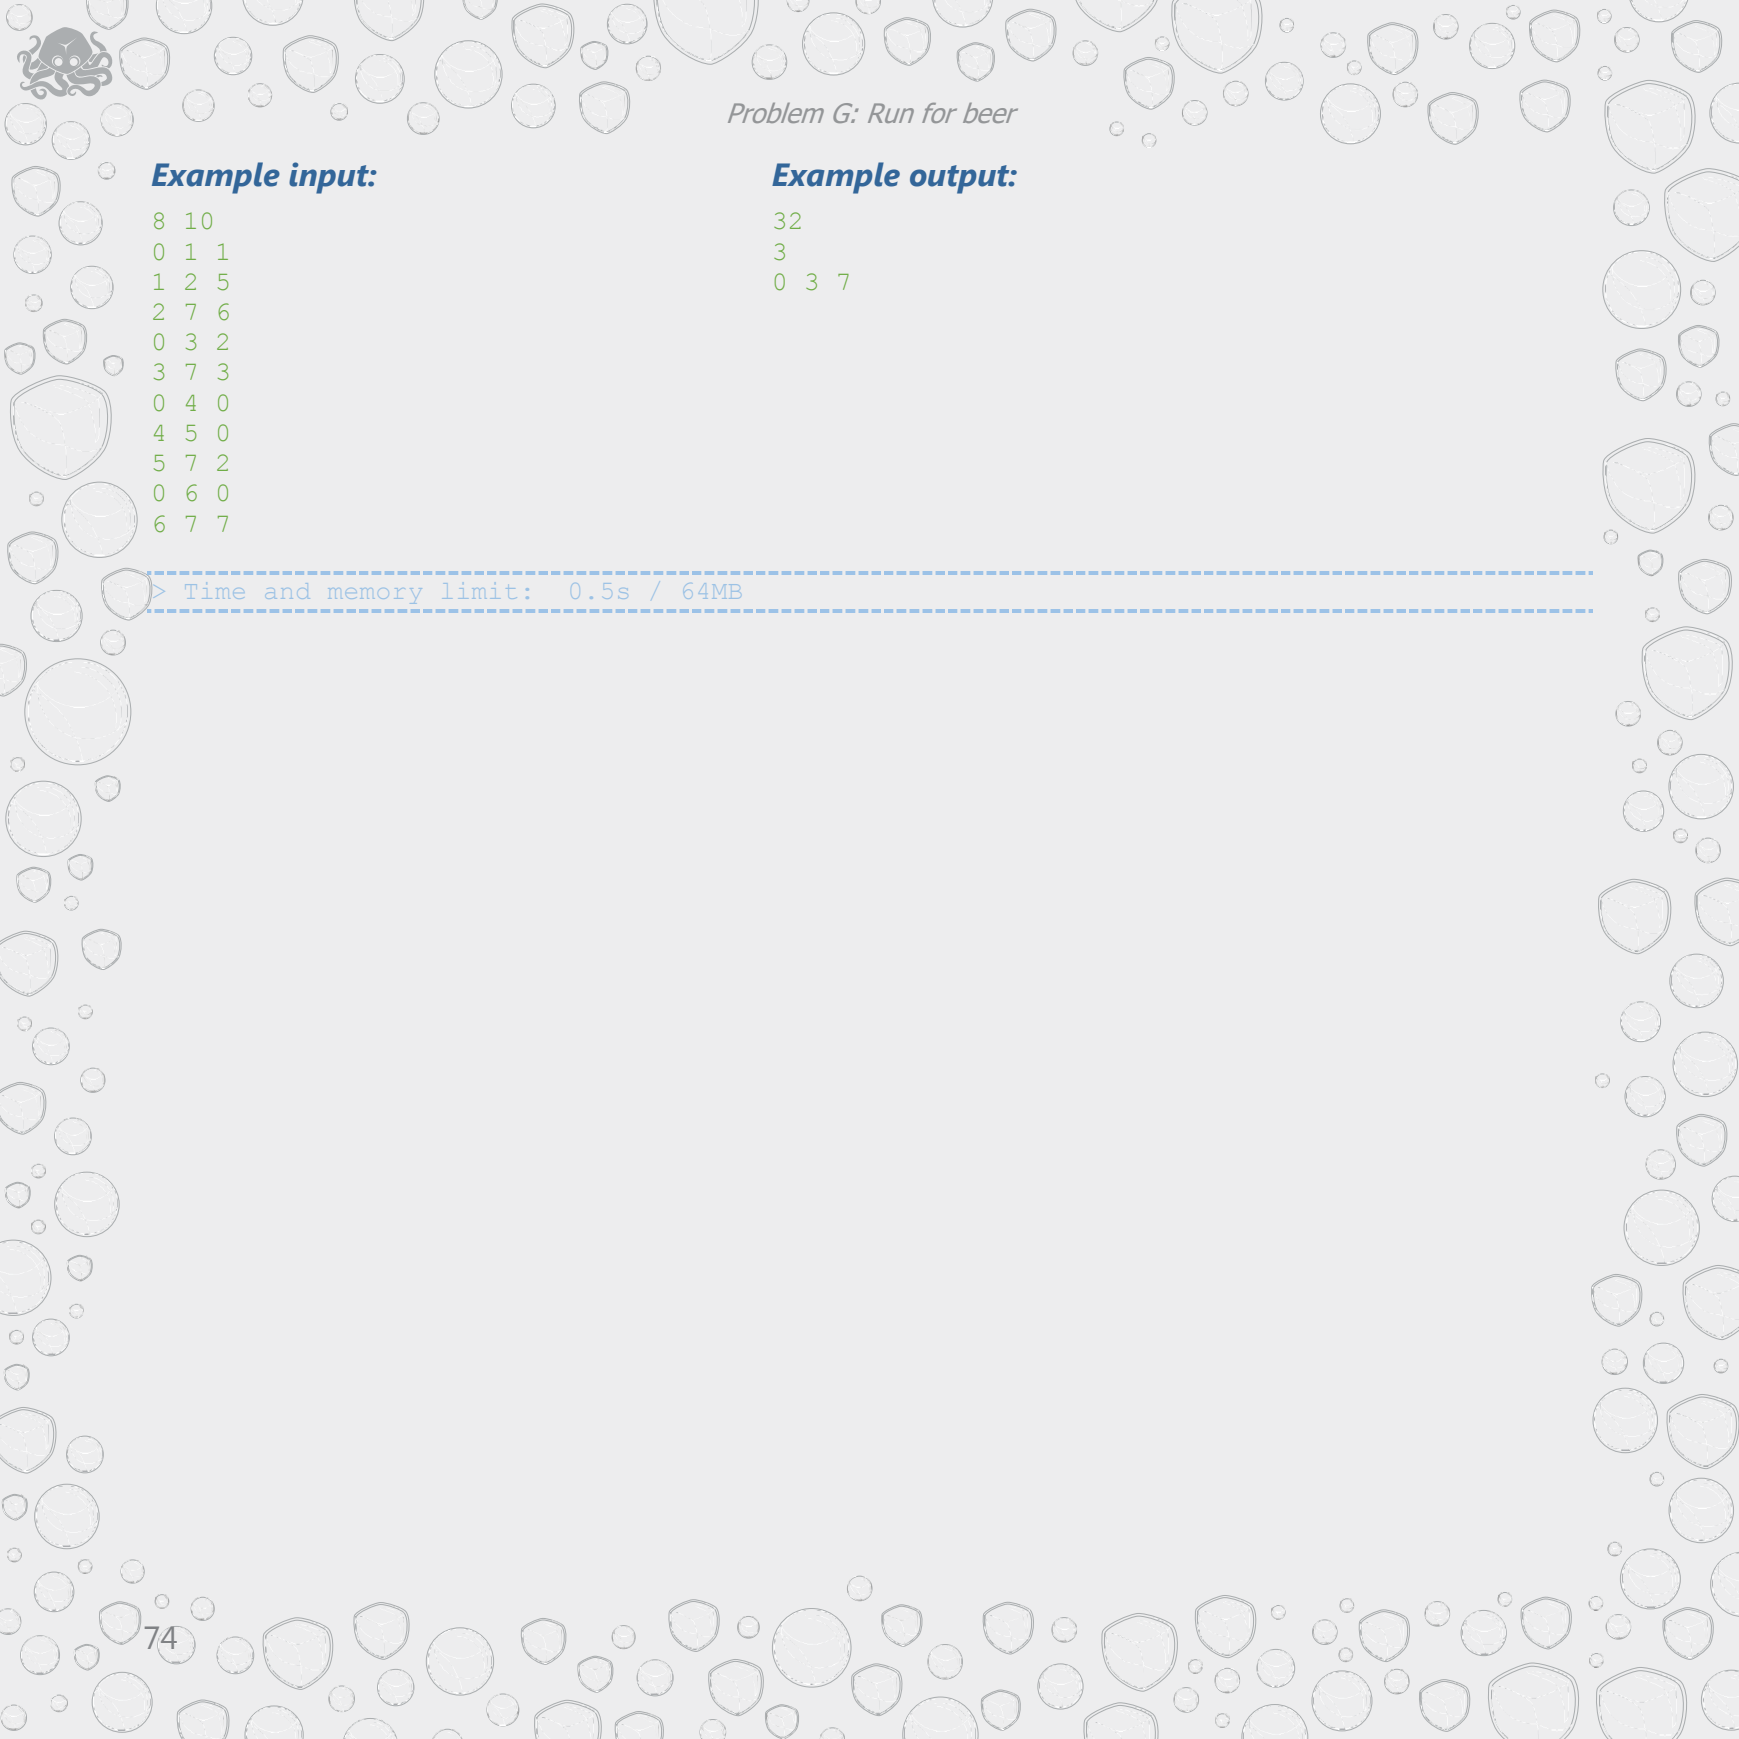 Problem G: Run for beer
Example input:
8 10
0 1 1
1 2 5
2 7 6
0 3 2
3 7 3
0 4 0
4 5 0
5 7 2
0 6 0
6 7 7
Example output:
32
3
0 3 7
> Time and memory limit: 0.5s / 64MB
74